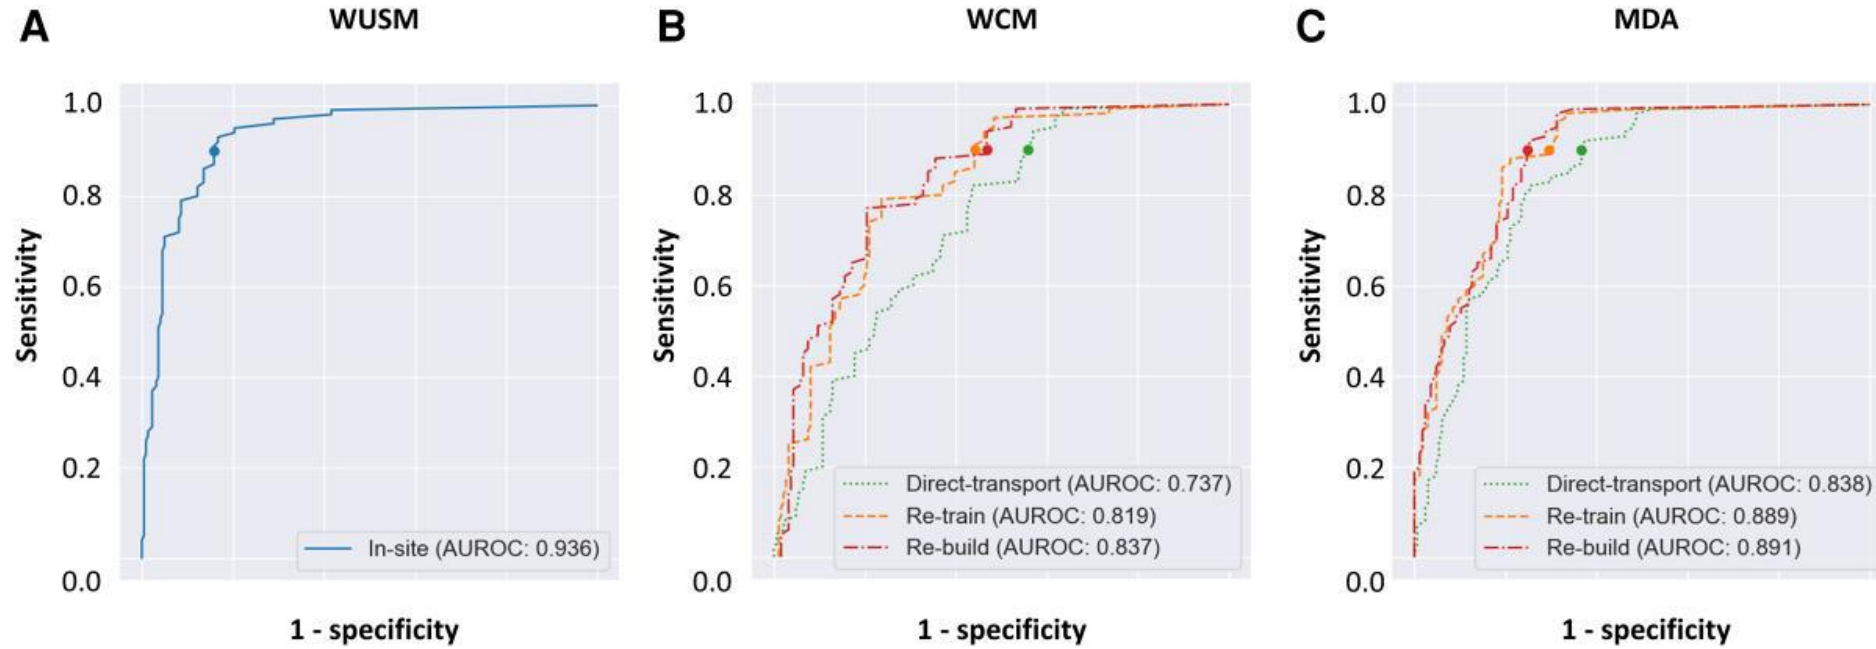 A
WUSM
Sensitivity
1.0
0.8
0.6
0.4
0.2
0.0
In-site (AUROC: 0.936)
1 - specificity
B
WCM
Sensitivity
1.0
0.8
0.6
0.4
0.2
0.0
Direct-transport (AUROC: 0.737)
Re-train (AUROC: 0.819)
Re-build (AUROC: 0.837)
1 - specificity
C
MDA
Sensitivity
1.0
0.8
0.6
0.4
0.2
0.0
Direct-transport (AUROC: 0.838)
Re-train (AUROC: 0.889)
Re-build (AUROC: 0.891)
1 - specificity